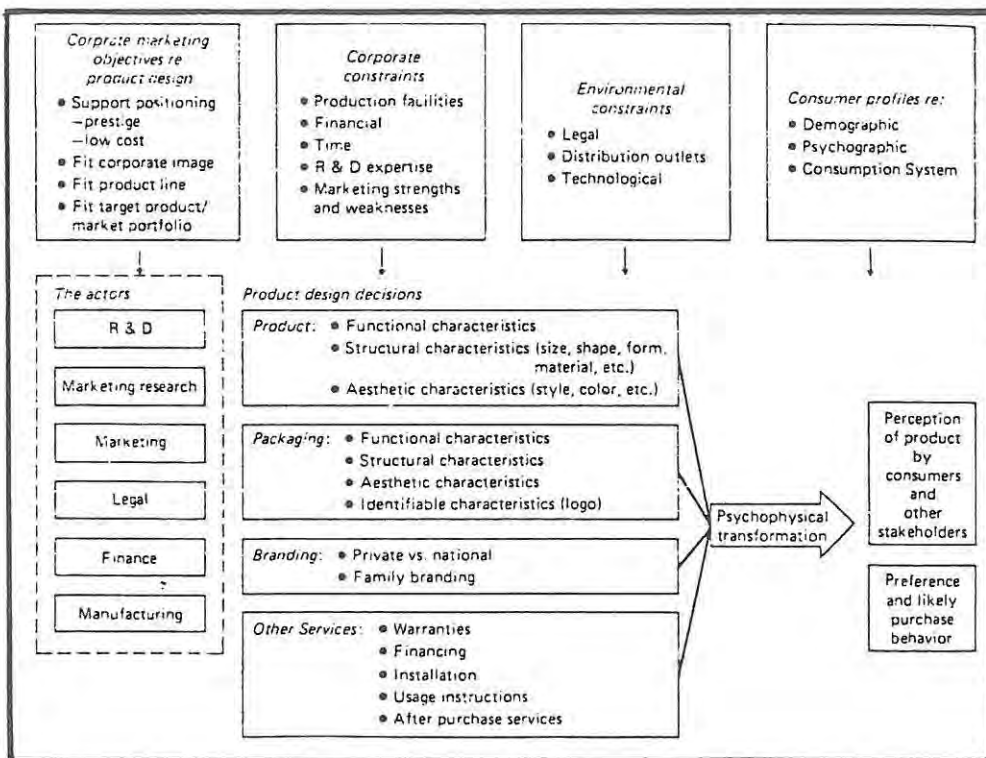 Corprate marketing
objectives re
product design
• Support positioning
—prestige
—low cost
• Fit corporate image
• Fit product line
• Fit target product/
market portfolio
Corporate
constraints
• Production facilities
• Financial
• Time
• R & D expertise
• Marketing strengths
and weaknesses
Environmental
constraints
• Legal
• Distribution outlets
• Technological
Consumer profiles re:
• Demographic
• Psychographic
• Consumption System
The actors
R & D
Marketing research
Marketing
Legal
Finance
Manufacturing
Product design decisions
Product: • Functional characteristics
• Structural characteristics (size, shape, form,
material, etc.)
• Aesthetic characteristics (style, color, etc.)
Packaging: • Functional characteristics
• Structural characteristics
• Aesthetic characteristics
• Identifiable characteristics (logo)
Branding: • Private vs. national
• Family branding
Other Services: • Warranties
• Financing
• Installation
• Usage instructions
• After purchase services
Psychophysical
transformation
Perception
of product
by
consumers
and
other
stakeholders
Preference
and likely
purchase
behavior